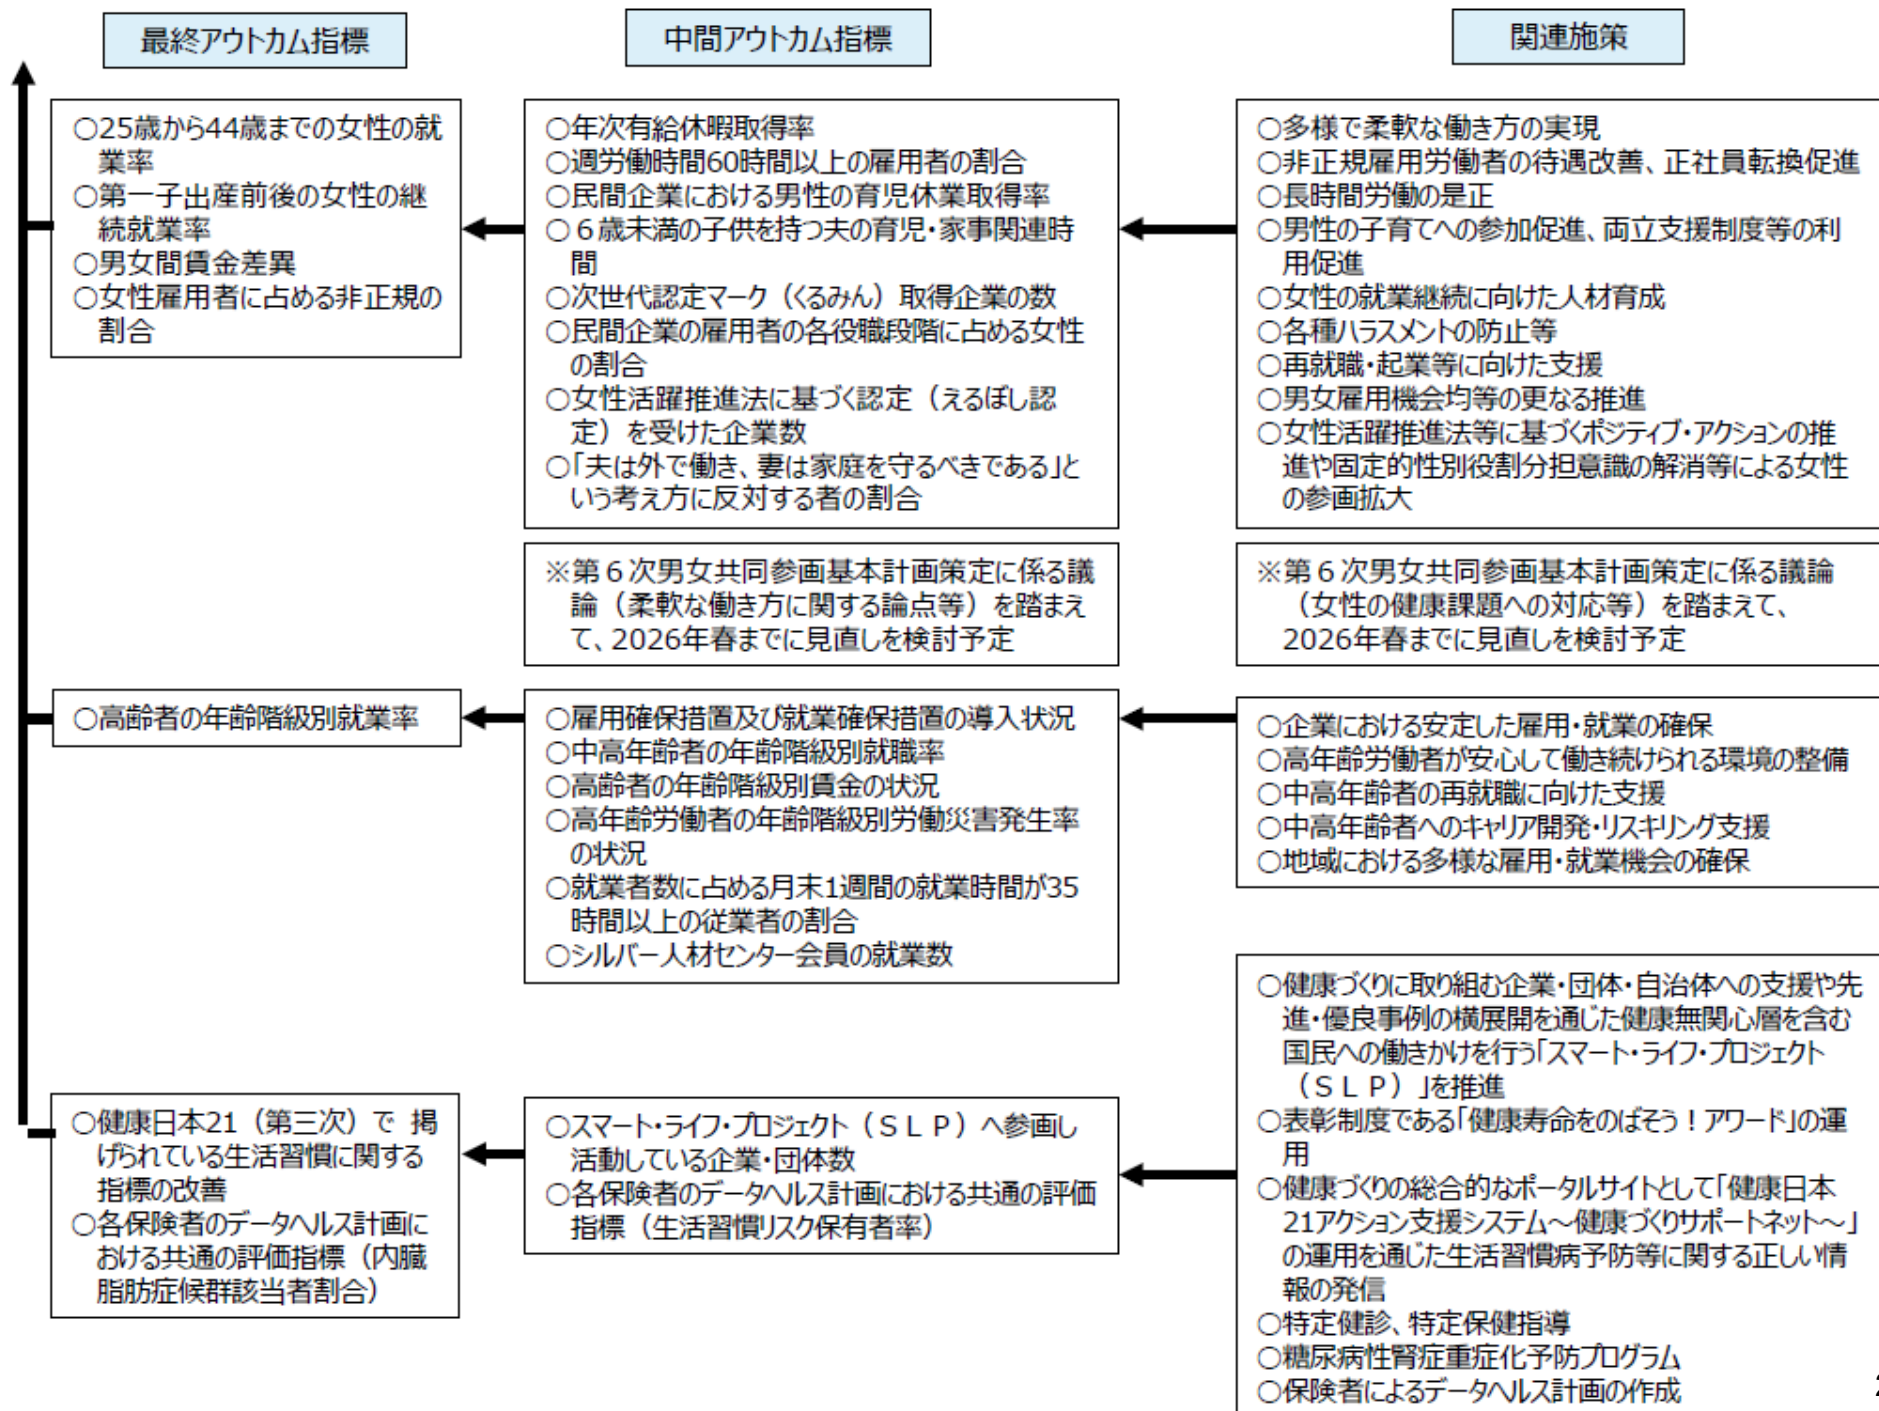 最終アウトカム指標
中間アウトカム指標
関連施策
○25歳から44歳までの女性の就
業率
○第一子出産前後の女性の継
続就業率
○男女間賃金差異
○女性雇用者に占める非正規の
割合
○年次有給休暇取得率
○週労働時間60時間以上の雇用者の割合
○民間企業における男性の育児休業取得率
○６歳未満の子供を持つ夫の育児・家事関連時
間
○次世代認定マーク（くるみん）取得企業の数
○民間企業の雇用者の各役職段階に占める女性
の割合
○女性活躍推進法に基づく認定（えるぼし認
定）を受けた企業数
○「夫は外で働き、妻は家庭を守るべきである」と
いう考え方に反対する者の割合
○多様で柔軟な働き方の実現
○非正規雇用労働者の待遇改善、正社員転換促進
○長時間労働の是正
○男性の子育てへの参加促進、両立支援制度等の利
用促進
○女性の就業継続に向けた人材育成
○各種ハラスメントの防止等
○再就職・起業等に向けた支援
○男女雇用機会均等の更なる推進
○女性活躍推進法等に基づくポジティブ・アクションの推
進や固定的性別役割分担意識の解消等による女性
の参画拡大
※第６次男女共同参画基本計画策定に係る議
論（柔軟な働き方に関する論点等）を踏まえ
て、2026年春までに見直しを検討予定
※第６次男女共同参画基本計画策定に係る議論
（女性の健康課題への対応等）を踏まえて、
2026年春までに見直しを検討予定
○高齢者の年齢階級別就業率
○雇用確保措置及び就業確保措置の導入状況
○中高年齢者の年齢階級別就職率
○高齢者の年齢階級別賃金の状況
○高年齢労働者の年齢階級別労働災害発生率
の状況
○就業者数に占める月末1週間の就業時間が35
時間以上の従業者の割合
○シルバー人材センター会員の就業数
○企業における安定した雇用・就業の確保
○高年齢労働者が安心して働き続けられる環境の整備
○中高年齢者の再就職に向けた支援
○中高年齢者へのキャリア開発・リスキリング支援
○地域における多様な雇用・就業機会の確保
○健康日本21（第三次）で 掲
げられている生活習慣に関する
指標の改善
○各保険者のデータヘルス計画に
おける共通の評価指標（内臓
脂肪症候群該当者割合）
○スマート・ライフ・プロジェクト（ＳＬＰ）へ参画し
活動している企業・団体数
○各保険者のデータヘルス計画における共通の評価
指標（生活習慣リスク保有者率）
○健康づくりに取り組む企業・団体・自治体への支援や先
進・優良事例の横展開を通じた健康無関心層を含む
国民への働きかけを行う「スマート・ライフ・プロジェクト
（ＳＬＰ）」を推進
○表彰制度である「健康寿命をのばそう！アワード」の運
用
○健康づくりの総合的なポータルサイトとして「健康日本
21アクション支援システム～健康づくりサポートネット～」
の運用を通じた生活習慣病予防等に関する正しい情
報の発信
○特定健診、特定保健指導
○糖尿病性腎症重症化予防プログラム
○保険者によるデータヘルス計画の作成